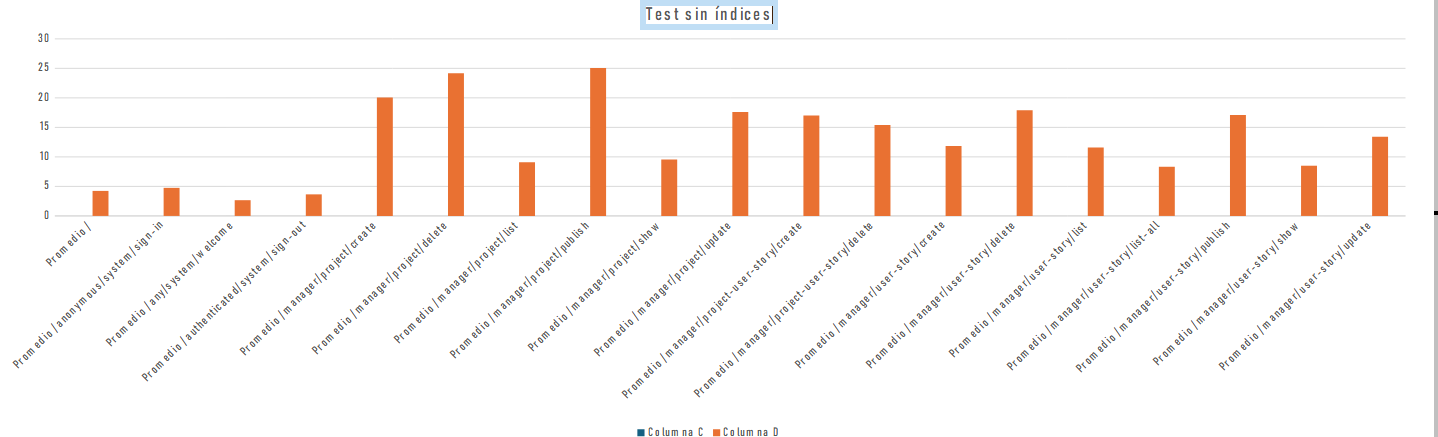 Test sin índices
30
25
20
15
10
5
0
Promedio /
Promedio /anonymous/system/sign-in
Promedio /any/system/welcome
Promedio /authenticated/system/sign-out
Promedio /manager/project/create
Promedio /manager/project/delete
Promedio /manager/project/list
Promedio /manager/project/publish
Promedio /manager/project/show
Promedio /manager/project/update
Promedio /manager/project-user-story/create
Promedio /manager/project-user-story/delete
Promedio /manager/user-story/create
Promedio /manager/user-story/delete
Promedio /manager/user-story/list
Promedio /manager/user-story/list-all
Promedio /manager/user-story/publish
Promedio /manager/user-story/show
Promedio /manager/user-story/update
Columna C Columna D